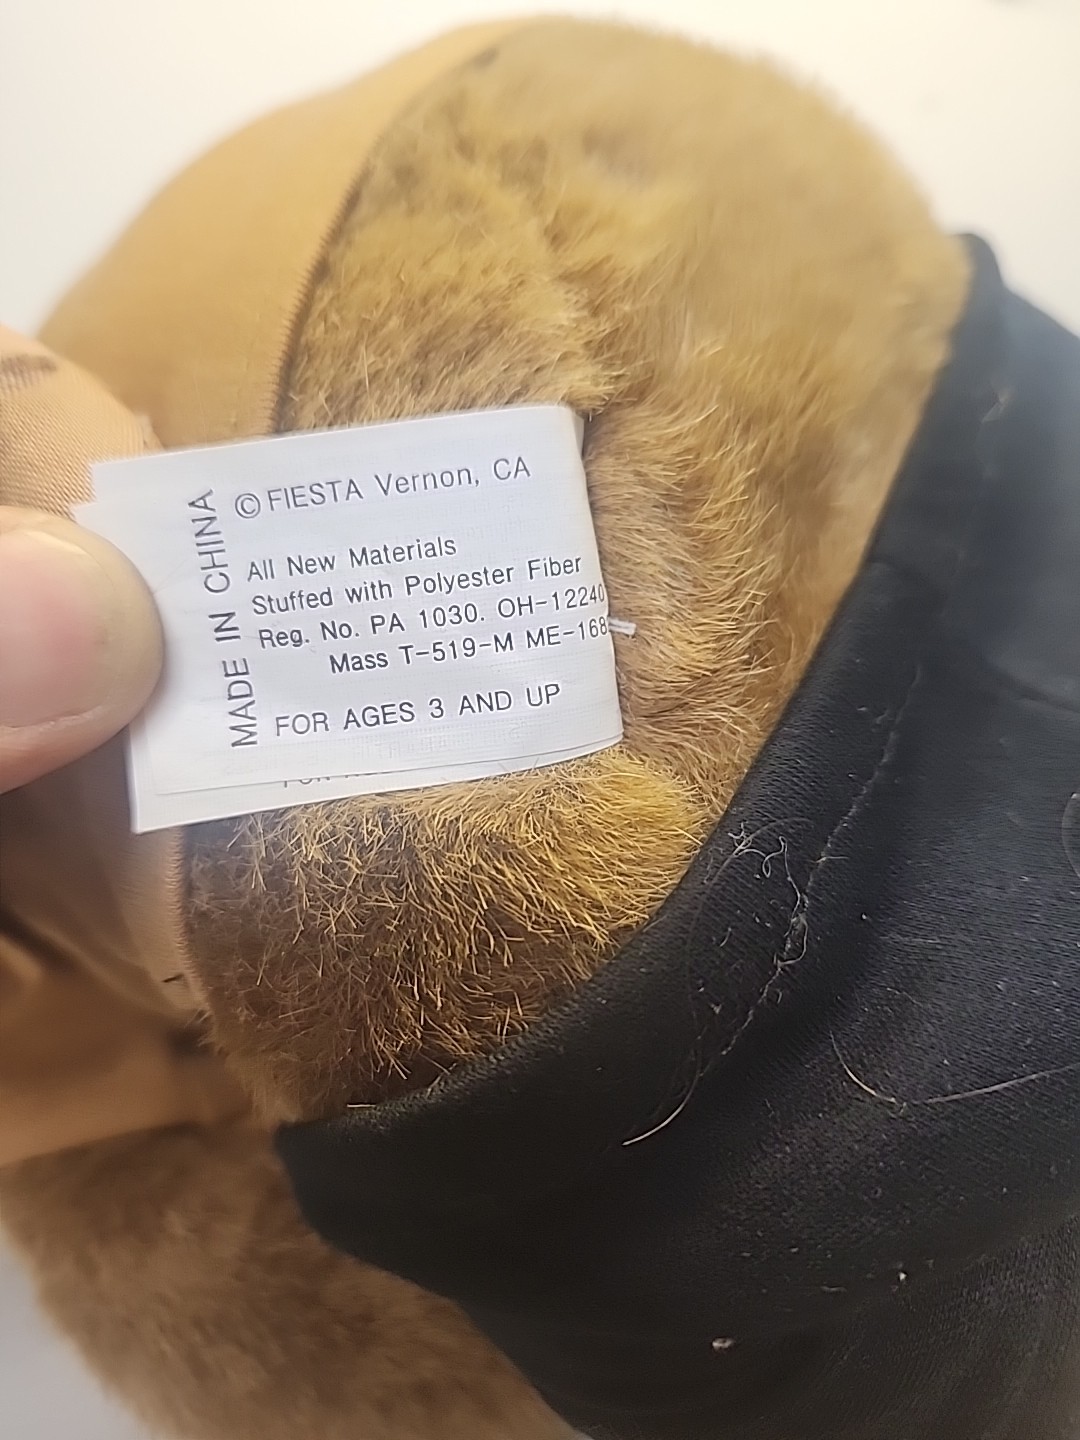 MADE IN CHINA
© FIESTA Vernon, CA
All New Materials
Stuffed with Polyester Fiber
Reg. No. PA 1030. OH-12240
Mass T-519-M ME-168
FOR AGES 3 AND UP